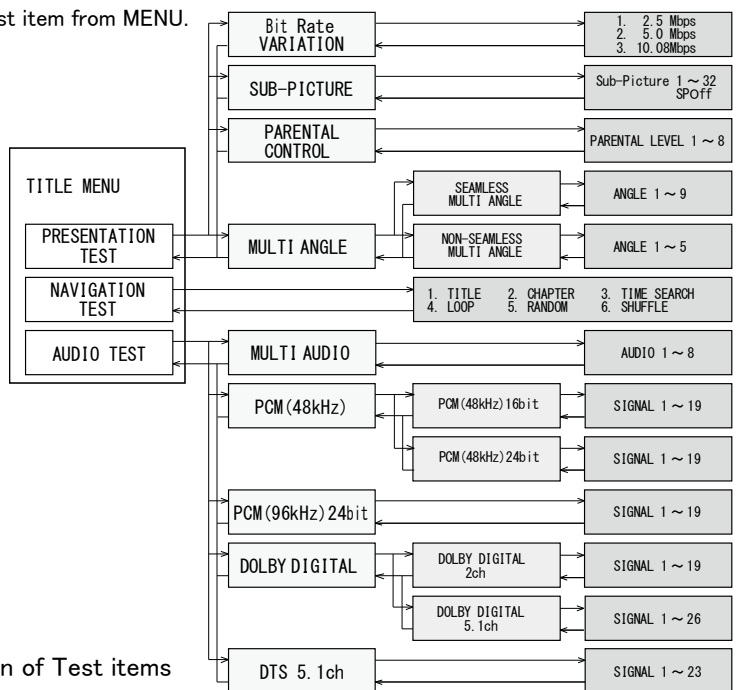 st item from MENU.
Bit Rate
VARIATION
1. 2.5 Mbps
2. 5.0 Mbps
3. 10.08Mbps
SUB-PICTURE
Sub-Picture 1～32
SPOff
PARENTAL
CONTROL
PARENTAL LEVEL 1～8
TITLE MENU
PRESENTATION
TEST
MULTI ANGLE
SEAMLESS
MULTI ANGLE
ANGLE 1～9
NON-SEAMLESS
MULTI ANGLE
ANGLE 1～5
NAVIGATION
TEST
1. TITLE 2. CHAPTER 3. TIME SEARCH
4. LOOP 5. RANDOM 6. SHUFFLE
AUDIO TEST
MULTI AUDIO
AUDIO 1～8
PCM(48kHz)
PCM(48kHz)16bit
SIGNAL 1～19
PCM(48kHz)24bit
SIGNAL 1～19
PCM(96kHz)24bit
SIGNAL 1～19
DOLBY DIGITAL
DOLBY DIGITAL
2ch
SIGNAL 1～19
DOLBY DIGITAL
5.1ch
SIGNAL 1～26
n of Test items
DTS 5.1ch
SIGNAL 1～23